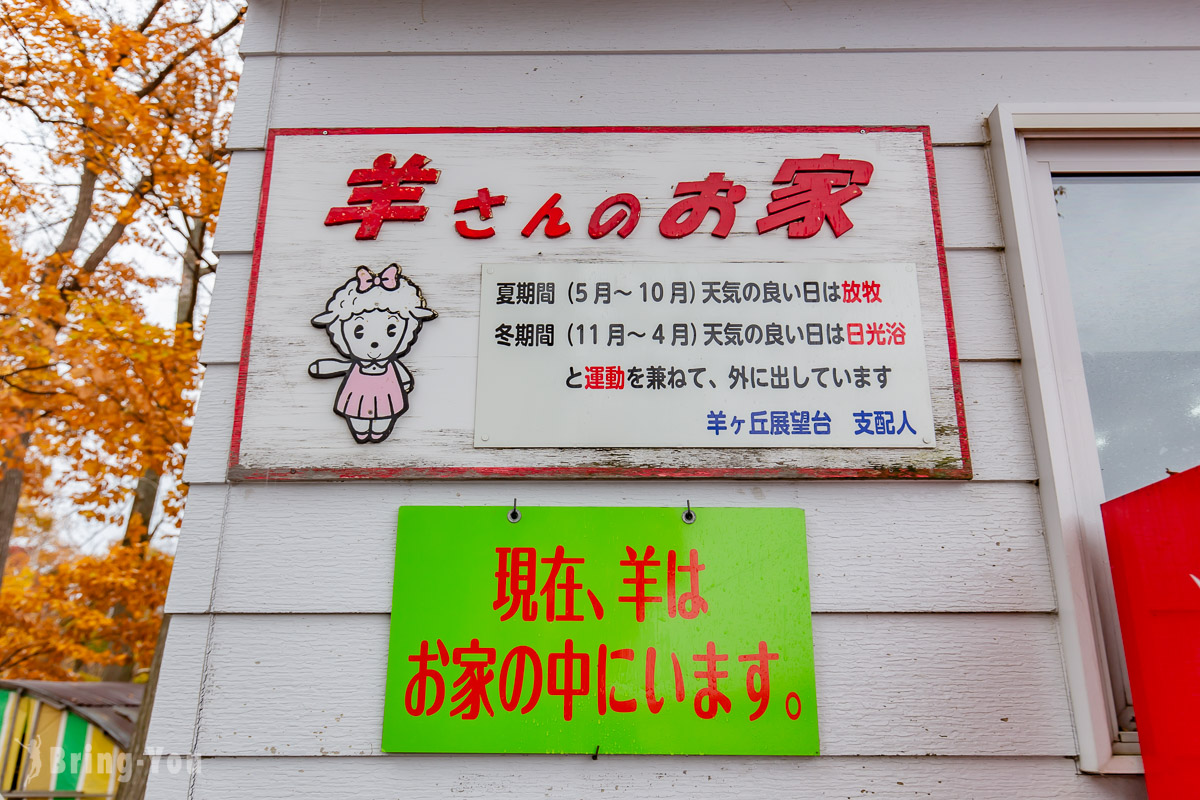 羊さんのお家
夏期間 (5月〜10月)天気の良い日は放牧
冬期間 (11月〜4月)天気の良い日は日光浴
と運動を兼ねて、外に出しています
羊ヶ丘展望台 支配人
現在、羊は
お家の中にいます。
Bring-You